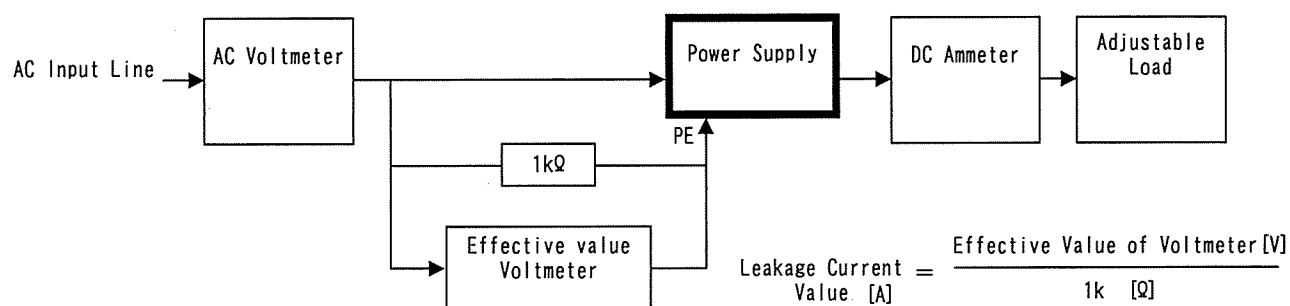 AC Input Line
AC Voltmeter
Power Supply
DC Ammeter
Adjustable
Load
PE
1kΩ
Effective value
Voltmeter
Leakage Current
Value [A]
=
Effective Value of Voltmeter[V]
1k [Ω]